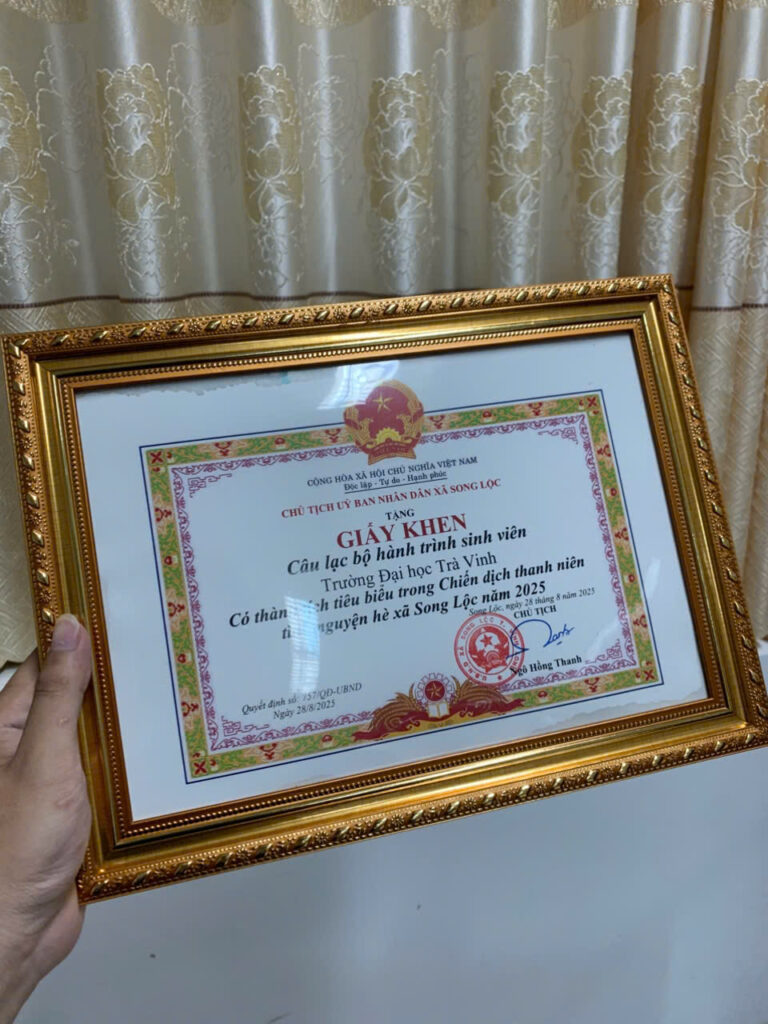 CỘNG HÒA XÃ HỘI CHỦ NGHĨA VIỆT NAM
Độc lập - Tự do - Hạnh phúc
CHỦ TỊCH UỶ BAN NHÂN DÂN XÃ SONG LỘC
TẶNG
GIẤY KHEN
Câu lạc bộ hành trình sinh viên
Trường Đại học Trà Vinh
Có thành tích tiêu biểu trong Chiến dịch thanh niên
nguyện hè xã Song Lộc năm 2025
Song Lộc, ngày 28 tháng 8 năm 2025
CHỦ TỊCH
Ngô Hồng Thanh
Quyết định số: 757/QĐ-UBND
Ngày 28/8/2025